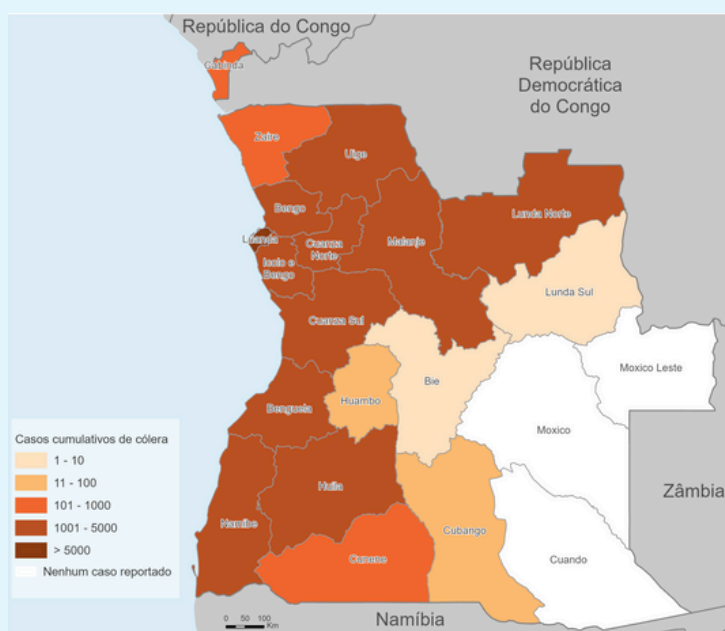 República do Congo
República
Democrática
do Congo
Cabinda
Zaire
Uíge
Bengo
Luanda
Icolo e
Bengo
Cuanza
Norte
Malanje
Lunda Norte
Lunda Sul
Cuanza Sul
Moxico Leste
Bie
Huambo
Benguela
Moxico
Huíla
Cubango
Namibe
Cunene
Cuando
Zâmbia
Namíbia
Casos cumulativos de cólera
1 - 10
11 - 100
101 - 1000
1001 - 5000
> 5000
Nenhum caso reportado
0 50 100
Km